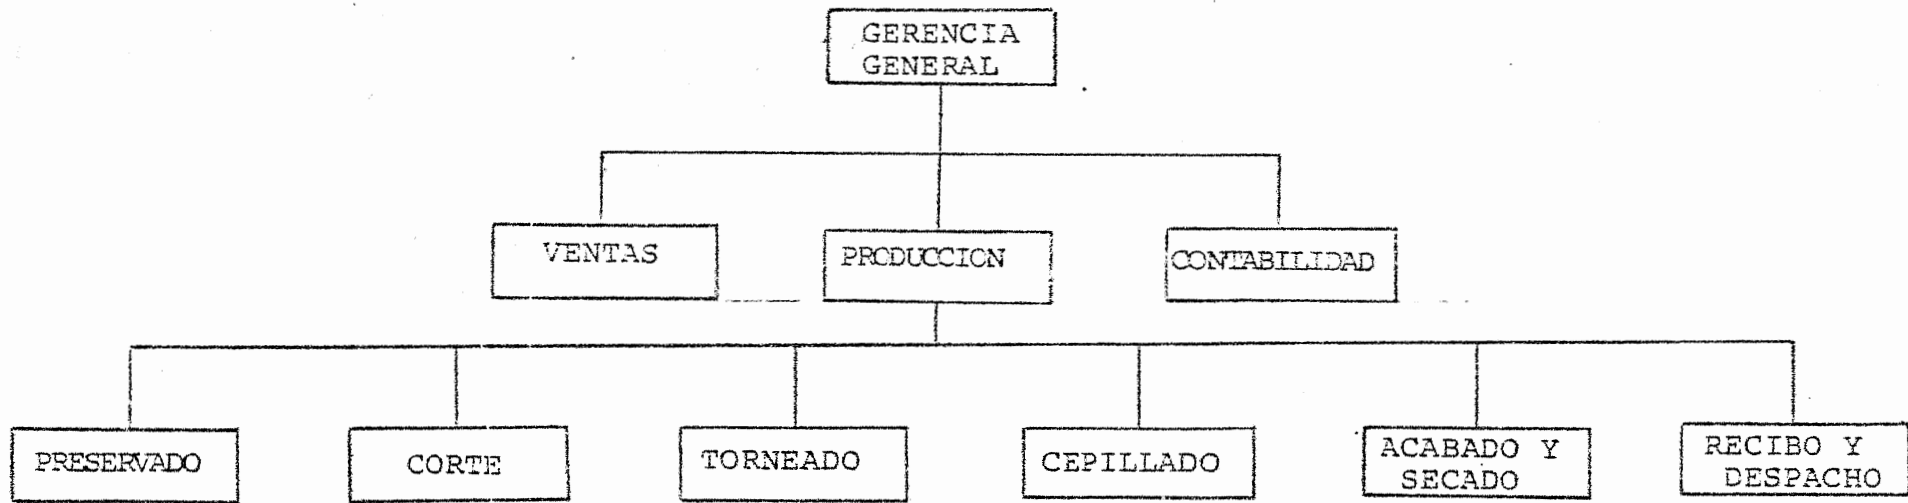 GERENCIA
GENERAL
VENTAS
PRODUCCION
CONTABILIDAD
PRESERVADO
CORTE
TORNEADO
CEPILLADO
ACABADO Y
SECADO
RECIBO Y
DESPACHO